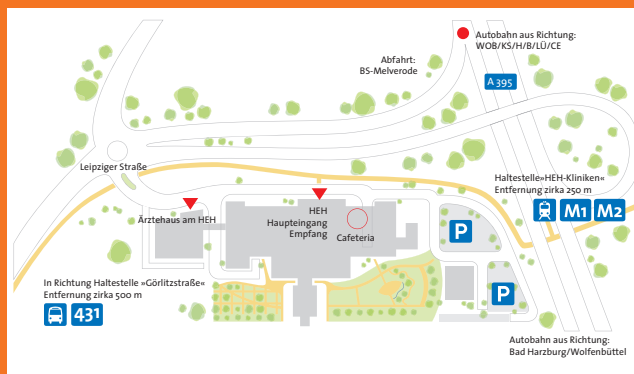 Autobahn aus Richtung:
WOB/KS/H/B/LÜ/CE
Abfahrt:
BS-Melverode
A 395
Leipziger Straße
Haltestelle»HEH-Kliniken«
Entfernung zirka 250 m
M1 M2
Ärztehaus am HEH
HEH
Haupteingang
Empfang
Cafeteria
P
In Richtung Haltestelle »Görlitzstraße«
Entfernung zirka 500 m
431
P
Autobahn aus Richtung:
Bad Harzburg/Wolfenbüttel